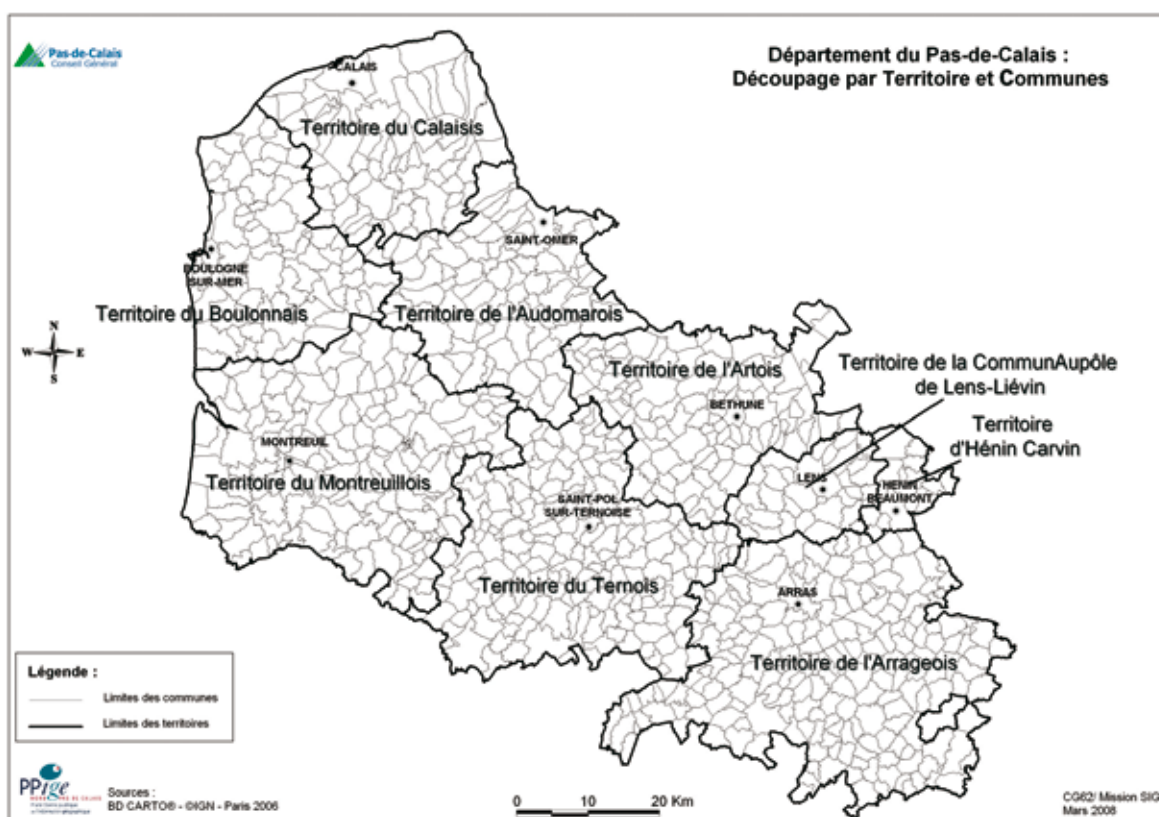 Pas-de-Calais
Conseil Général
Département du Pas-de-Calais :
Découpage par Territoire et Communes
CALAIS
Territoire du Calaisis
SAINT-OMER
BOULOGNE
SUR-MER
Territoire du Boulonnais
Territoire de l'Audomarois
N
W E
S
Territoire de l'Artois
Territoire de la CommunAupôle
de Lens-Liévin
BETHUNE
Territoire
d'Hénin Carvin
MONTREUIL
Territoire du Montreuillois
LENS
HENIN
BEAUMONT
SAINT-POL
SUR-TERNOISE
Territoire du Ternois
ARRAS
Territoire de l'Arrageois
Légende :
Limites des communes
Limites des territoires
PPige
Sources :
BD CARTO® - ©IGN - Paris 2006
0 10 20 Km
CG62/ Mission SIG
Mars 2008